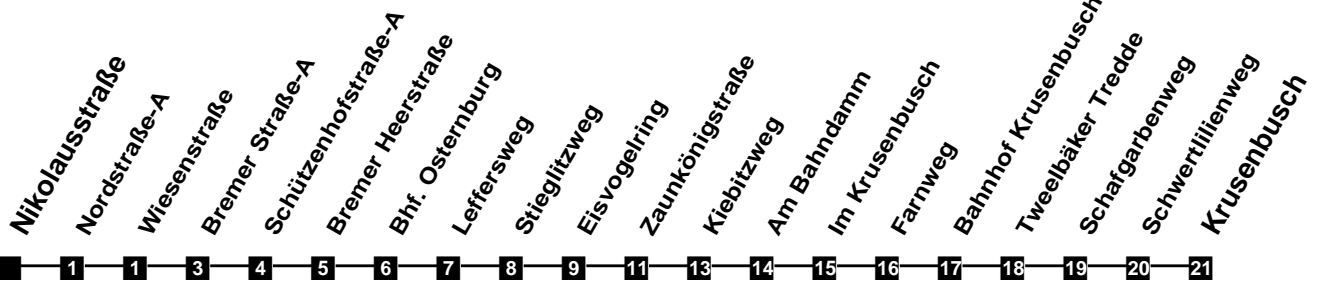 Nikolausstraße
Nordstraße-A
Wiesenstraße
Bremer Straße-A
Schützenhofstraße-A
Bremer Heerstraße
Bhf. Osternburg
Leffersweg
Stieglitzweg
Eisvogelring
Zaunkönigstraße
Kiebitzweg
Am Bahndamm
Im Krusenbusch
Farnweg
Bahnhof Krusenbusch
Tweelbäker Tredde
Schafgarbenweg
Schwertlilienweg
Krusenbusch
1 1 3 4 5 6 7 8 9 11 13 14 15 16 17 18 19 20 21